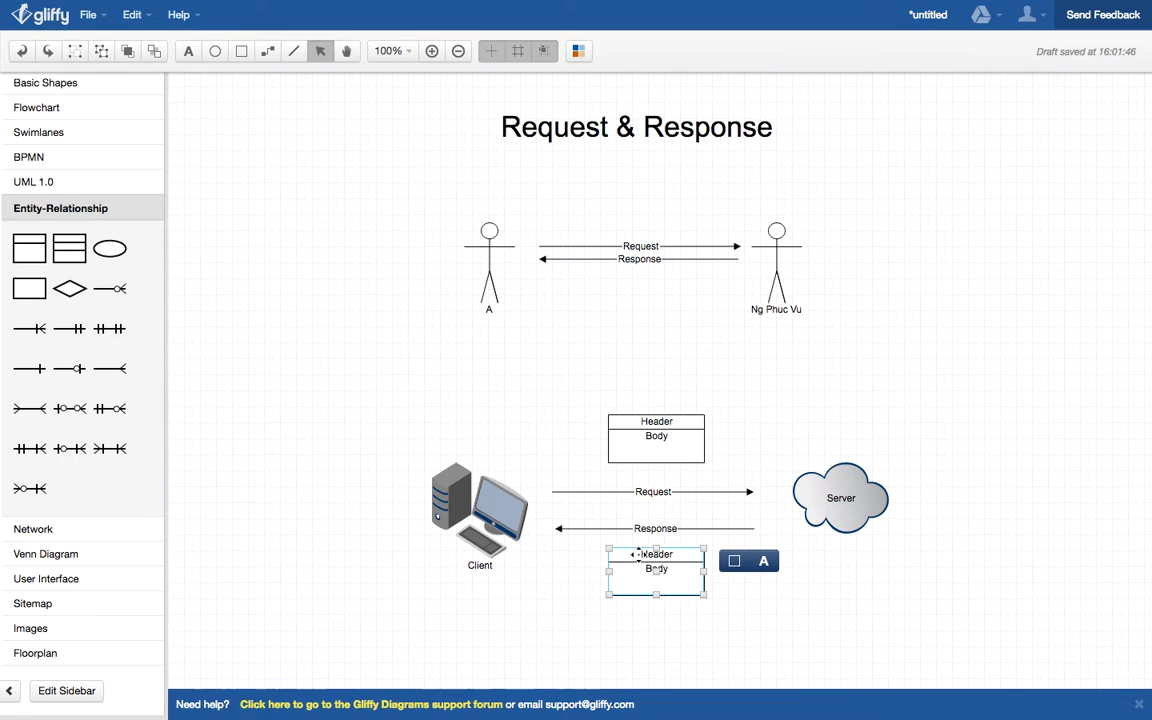 gliffy File Edit Help *untitled Send Feedback
A 100% Draft saved at 16:01:46
Basic Shapes
Flowchart
Swimlanes
BPMN
UML 1.0
Entity-Relationship
Network
Venn Diagram
User Interface
Sitemap
Images
Floorplan
Edit Sidebar
Request & Response
Request
Response
A
Ng Phuc Vu
Header
Body
Request
Response
Client
Server
Header
Body
A
Need help? Click here to go to the Gliffy Diagrams support forum or email support@gliffy.com